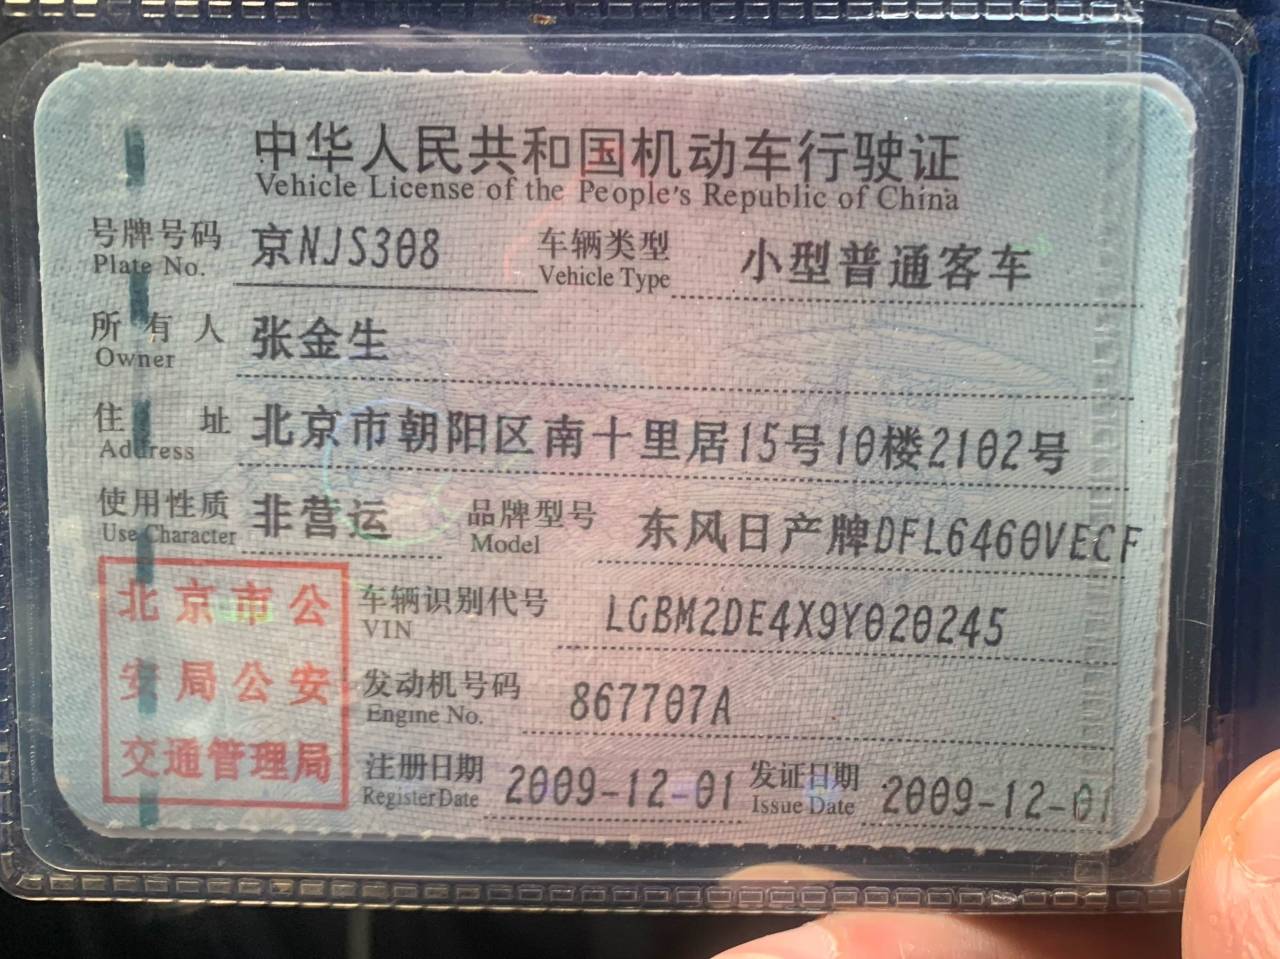 中华人民共和国机动车行驶证
Vehicle License of the People's Republic of China
号牌号码 京NJS308 车辆类型 小型普通客车
Plate No. Vehicle Type
所有人 张金生
Owner
住址 北京市朝阳区南十里居15号10楼2102号
Address
使用性质 非营运 品牌型号 东风日产牌DFL6460VECF
Use Character Model
北京市公
安局公安
交通管理局
车辆识别代号 LGBM2DE4X9Y020245
VIN
发动机号码 867707A
Engine No.
注册日期 2009-12-01 发证日期 2009-12-01
Register Date Issue Date